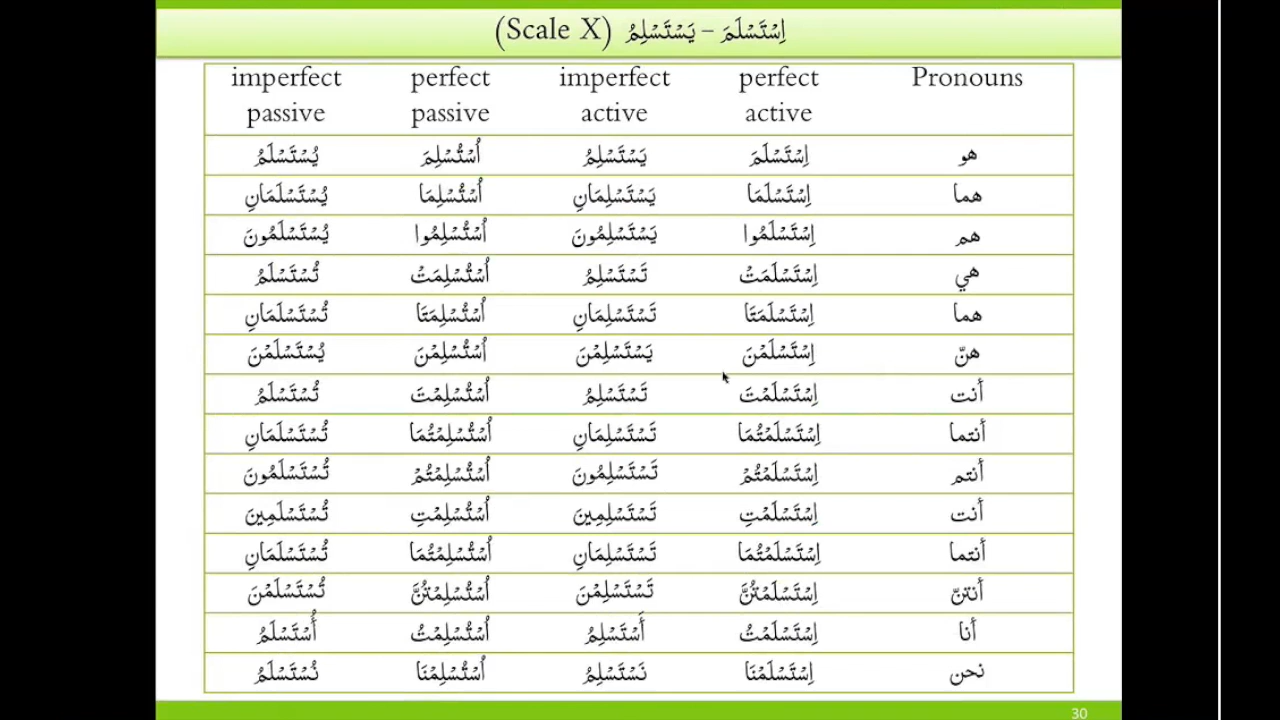 اِسْتَسْلَمَ – يَسْتَسْلِمُ (Scale X)
imperfect passive perfect passive imperfect active perfect active Pronouns
هو اِسْتَسْلَمَ يَسْتَسْلِمُ اُسْتُسْلِمَ يُسْتَسْلَمُ
هما اِسْتَسْلَمَا يَسْتَسْلِمَانِ اُسْتُسْلِمَا يُسْتَسْلَمَانِ
هم اِسْتَسْلَمُوا يَسْتَسْلِمُونَ اُسْتُسْلِمُوا يُسْتَسْلَمُونَ
هي اِسْتَسْلَمَتْ تَسْتَسْلِمُ اُسْتُسْلِمَتْ تُسْتَسْلَمُ
هما اِسْتَسْلَمَتَا تَسْتَسْلِمَانِ اُسْتُسْلِمَتَا تُسْتَسْلَمَانِ
هنّ اِسْتَسْلَمْنَ يَسْتَسْلِمْنَ اُسْتُسْلِمْنَ يُسْتَسْلَمْنَ
أنت اِسْتَسْلَمْتَ تَسْتَسْلِمُ اُسْتُسْلِمْتَ تُسْتَسْلَمُ
أنتما اِسْتَسْلَمْتُمَا تَسْتَسْلِمَانِ اُسْتُسْلِمْتُمَا تُسْتَسْلَمَانِ
أنتم اِسْتَسْلَمْتُمْ تَسْتَسْلِمُونَ اُسْتُسْلِمْتُمْ تُسْتَسْلَمُونَ
أنت اِسْتَسْلَمْتِ تَسْتَسْلِمِينَ اُسْتُسْلِمْتِ تُسْتَسْلَمِينَ
أنتما اِسْتَسْلَمْتُمَا تَسْتَسْلِمَانِ اُسْتُسْلِمْتُمَا تُسْتَسْلَمَانِ
أنتنّ اِسْتَسْلَمْتُنَّ تَسْتَسْلِمْنَ اُسْتُسْلِمْتُنَّ تُسْتَسْلَمْنَ
أنا اِسْتَسْلَمْتُ أَسْتَسْلِمُ اُسْتُسْلِمْتُ أُسْتَسْلَمُ
نحن اِسْتَسْلَمْنَا نَسْتَسْلِمُ اُسْتُسْلِمْنَا نُسْتَسْلَمُ
30